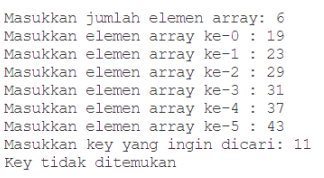 Masukkan jumlah elemen array: 6
Masukkan elemen array ke-0 : 19
Masukkan elemen array ke-1 : 23
Masukkan elemen array ke-2 : 29
Masukkan elemen array ke-3 : 31
Masukkan elemen array ke-4 : 37
Masukkan elemen array ke-5 : 43
Masukkan key yang ingin dicari: 11
Key tidak ditemukan